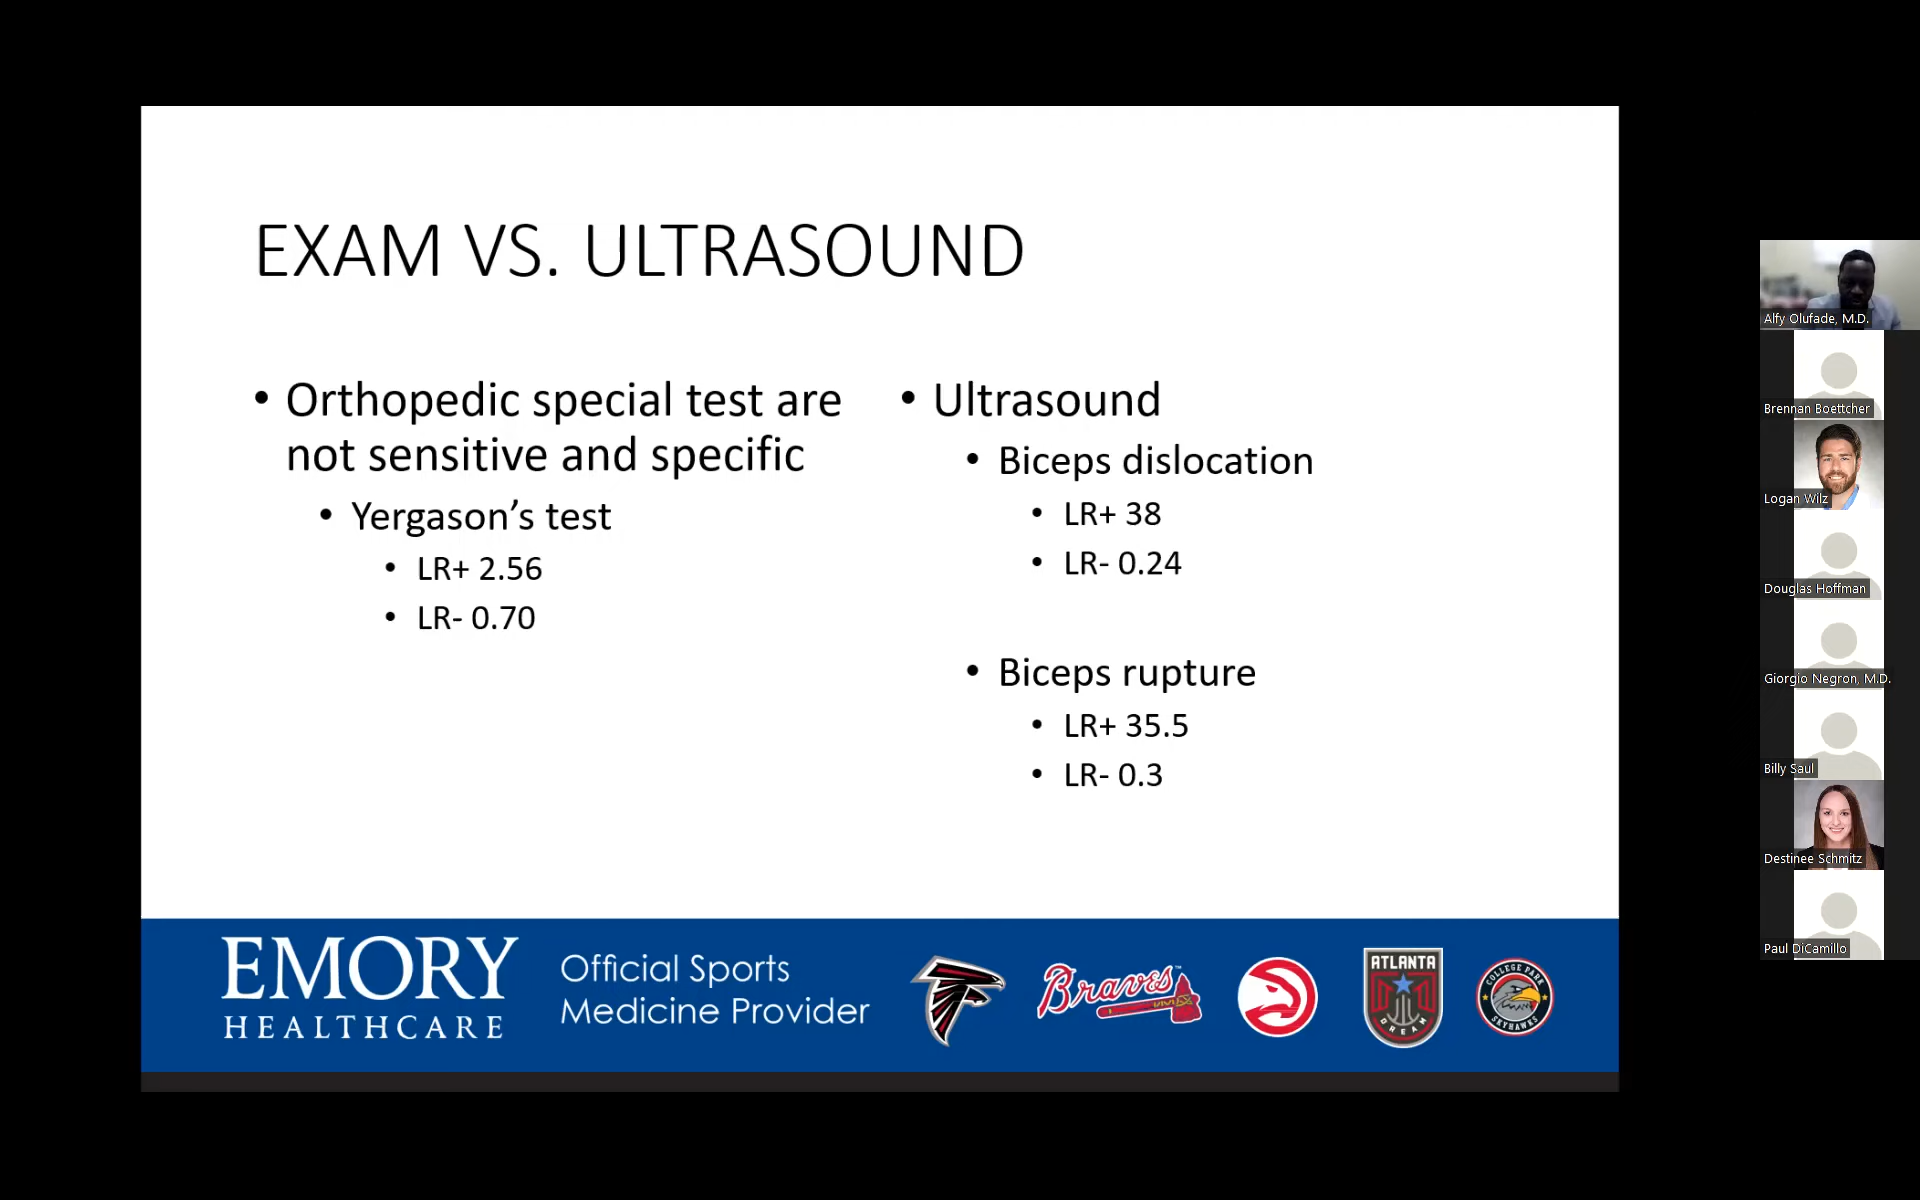 EXAM VS. ULTRASOUND
• Orthopedic special test are
not sensitive and specific
• Yergason’s test
• LR+ 2.56
• LR- 0.70
• Ultrasound
• Biceps dislocation
• LR+ 38
• LR- 0.24
• Biceps rupture
• LR+ 35.5
• LR- 0.3
EMORY
HEALTHCARE
Official Sports
Medicine Provider
Braves
ATLANTA
DREAM
COLLEGE PARK
SKYHAWKS
Alfy Olufade, M.D.
Brennan Boettcher
Logan Wilz
Douglas Hoffman
Giorgio Negron, M.D.
Billy Saul
Destinee Schmitz
Paul DiCamillo